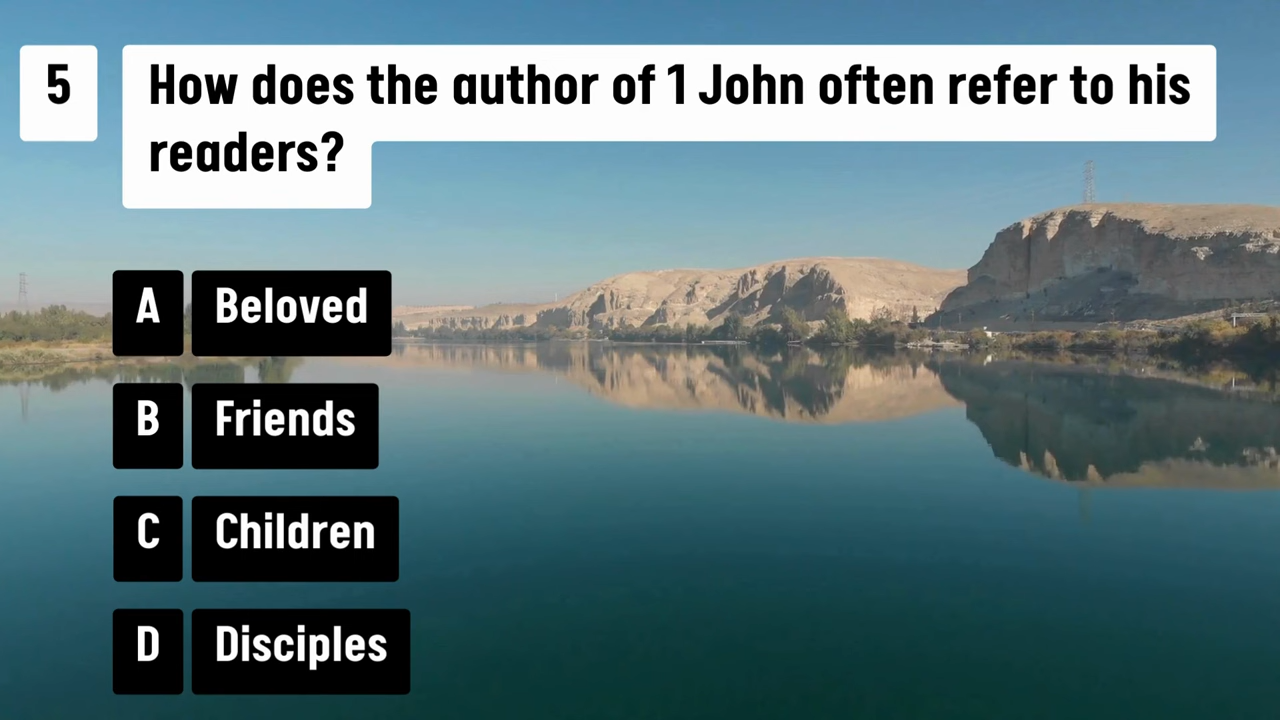 5
How does the author of 1 John often refer to his
readers?
A Beloved
B Friends
C Children
D Disciples